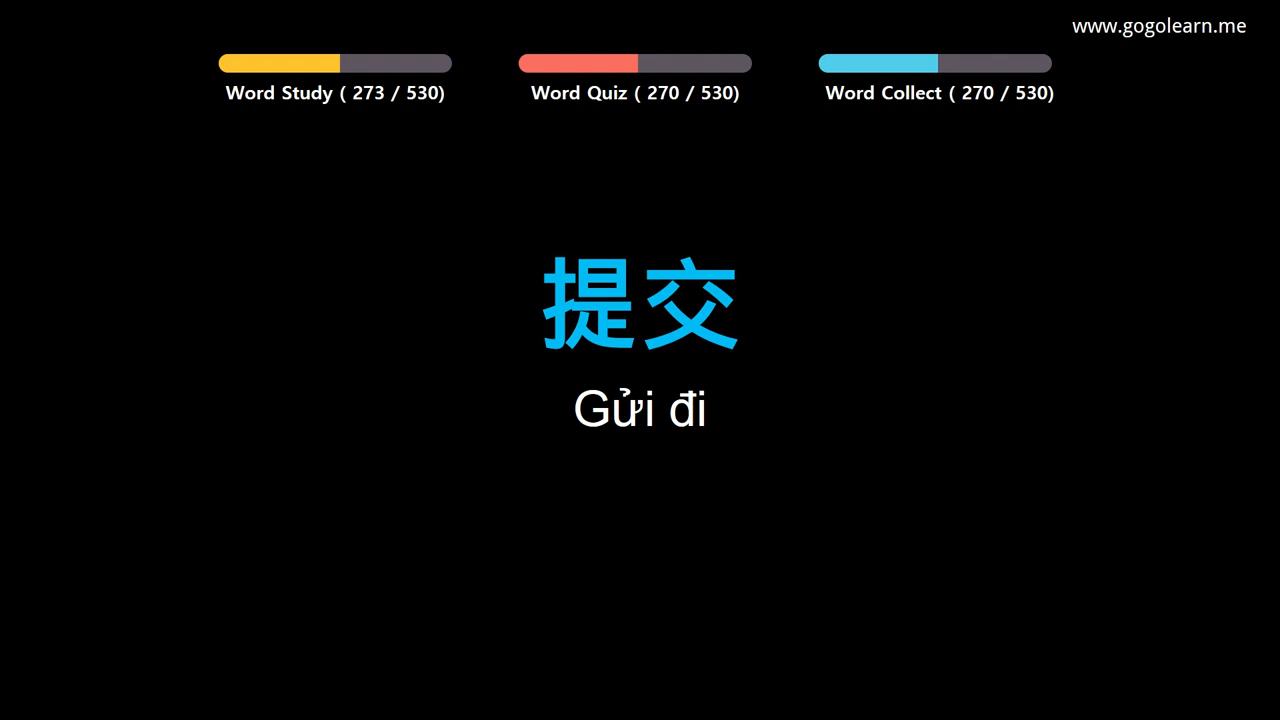 www.gogolearn.me
Word Study ( 273 / 530)
Word Quiz ( 270 / 530)
Word Collect ( 270 / 530)
提交
Gửi đi